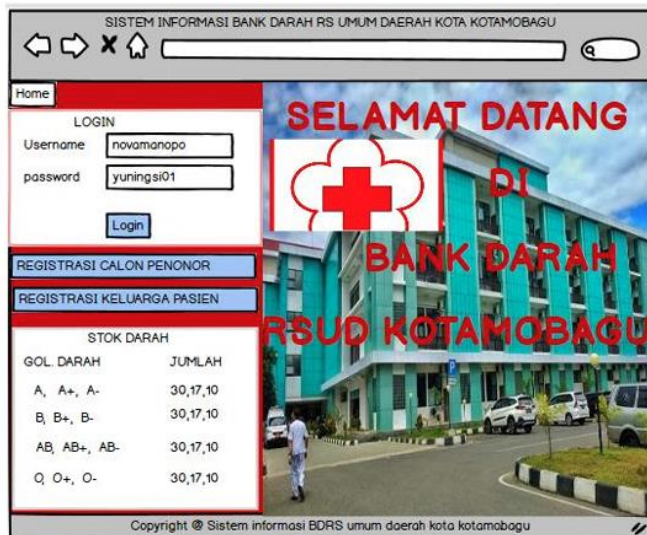 SISTEM INFORMASI BANK DARAH RS UMUM DAERAH KOTA KOTAMOBAGU
Home
LOGIN
Username novamanopo
password yuningsi01
Login
REGISTRASI CALON PENONOR
REGISTRASI KELUARGA PASIEN
STOK DARAH
GOL. DARAH JUMLAH
A, A+, A- 30,17,10
B, B+, B- 30,17,10
AB, AB+, AB- 30,17,10
O, O+, O- 30,17,10
SELAMAT DATANG
DI
BANK DARAH
RSUD KOTAMOBAGU
P
Copyright @ Sistem informasi BDRS umum daerah kota kotamobagu